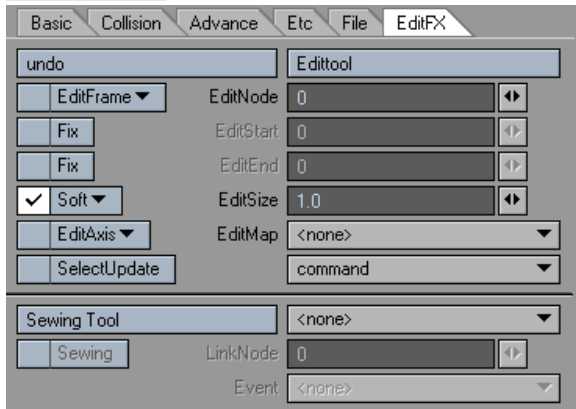 Basic Collision Advance Etc File EditFX
undo Edittool
EditFrame EditNode 0
Fix EditStart 0
Fix EditEnd 0
Soft EditSize 1.0
EditAxis EditMap <none>
SelectUpdate command
Sewing Tool <none>
Sewing LinkNode 0
Event <none>